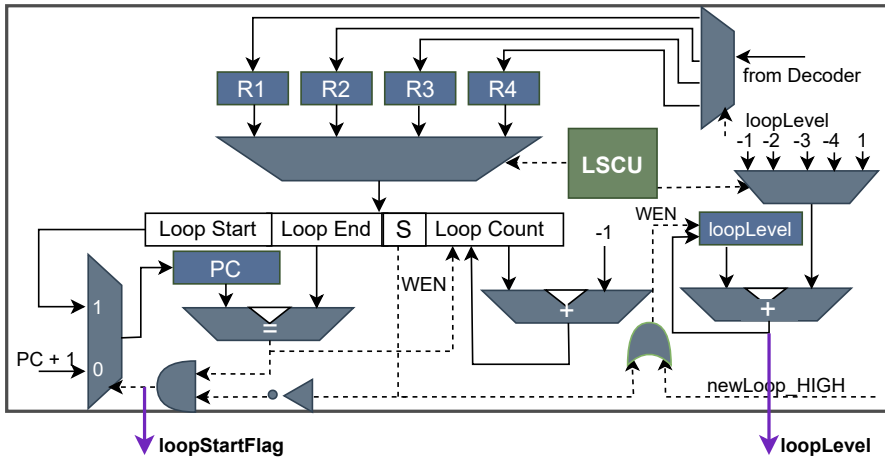 R1 R2 R3 R4
from Decoder
loopLevel
-1 -2 -3 -4 1
LSCU
WEN
Loop Start Loop End S Loop Count
-1
loopLevel
PC
WEN
1
=
+
+
PC + 1
0
newLoop_HIGH
loopStartFlag
loopLevel